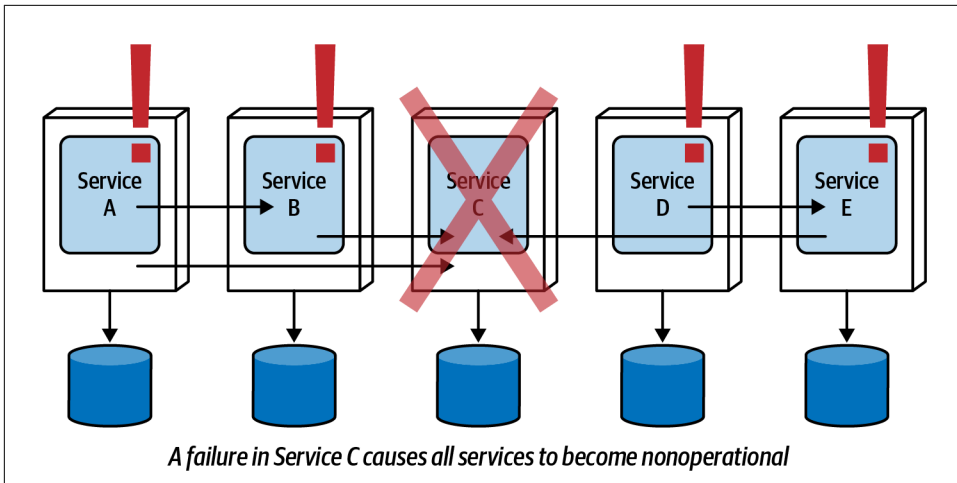 Service
A
Service
B
Service
C
Service
D
Service
E
A failure in Service C causes all services to become nonoperational